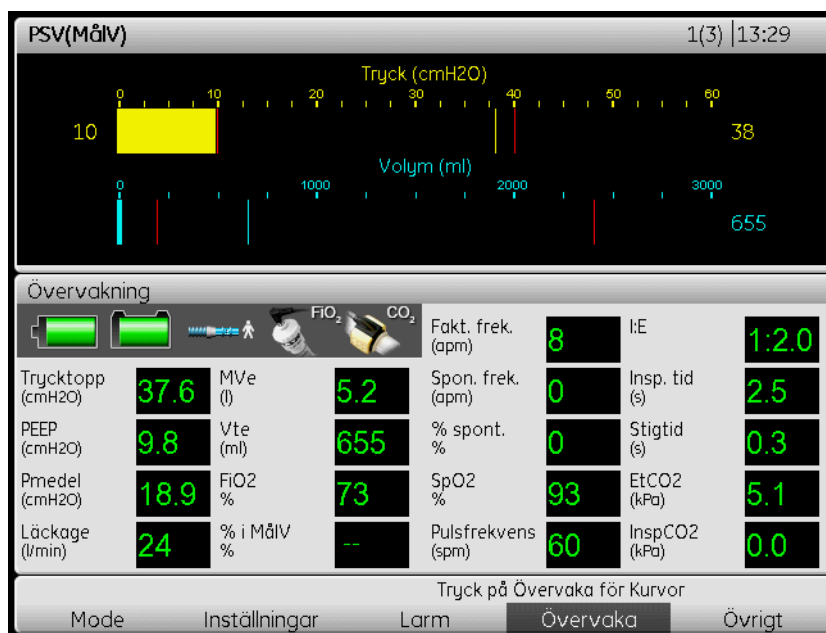 PSV(MålV) 1(3) 13:29
Tryck (cmH2O)
0 10 20 30 40 50 60
10 38
Volym (ml)
0 1000 2000 3000
655
Övervakning
FiO2 CO2
Fakt. frek. (apm) 8 I:E 1:2.0
Trycktopp (cmH2O) 37.6 MVe (l) 5.2 Spon. frek. (apm) 0 Insp. tid (s) 2.5
PEEP (cmH2O) 9.8 Vte (ml) 655 % spont. % 0 Stigtid (s) 0.3
Pmedel (cmH2O) 18.9 FiO2 % 73 SpO2 % 93 EtCO2 (kPa) 5.1
Läckage (l/min) 24 % i MålV % -- Pulsfrekvens (spm) 60 InspCO2 (kPa) 0.0
Tryck på Övervaka för Kurvor
Mode Inställningar Larm Övervaka Övrigt